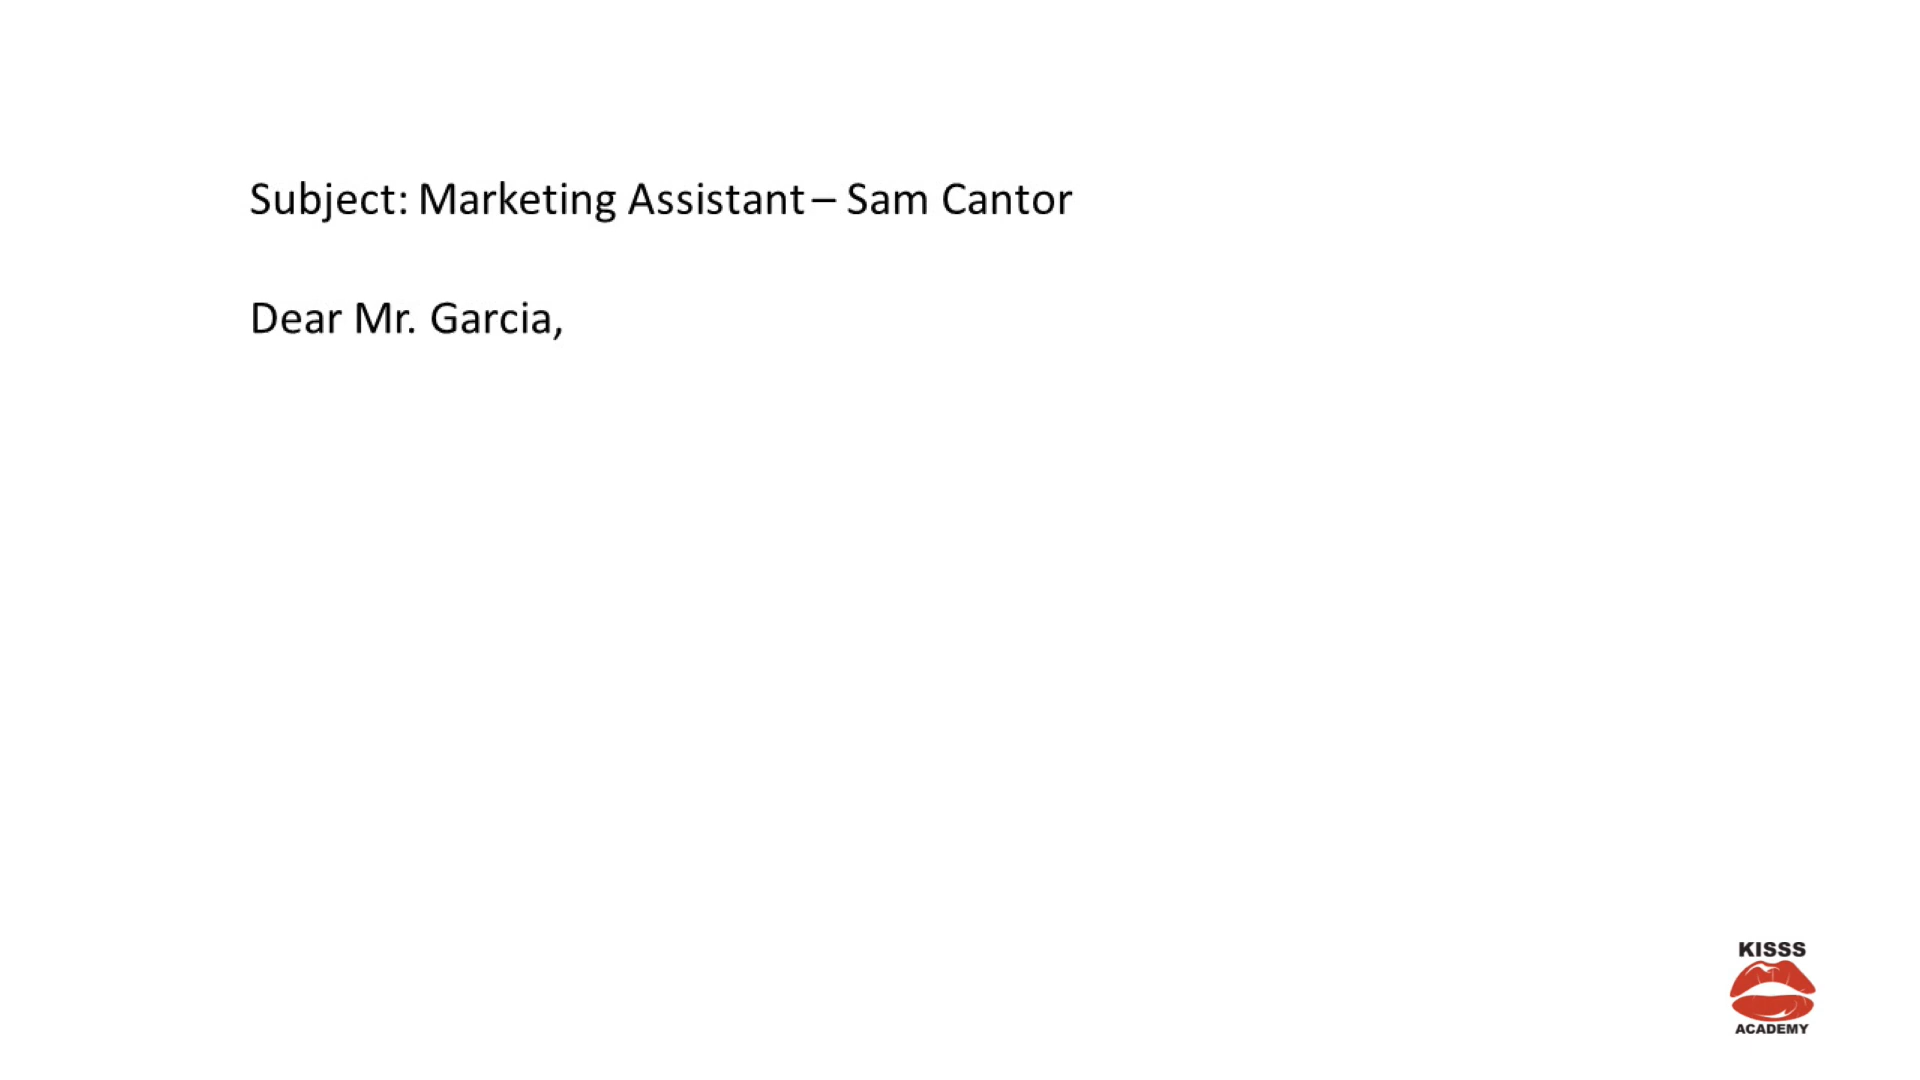 Subject: Marketing Assistant – Sam Cantor
Dear Mr. Garcia,
KISSS
ACADEMY